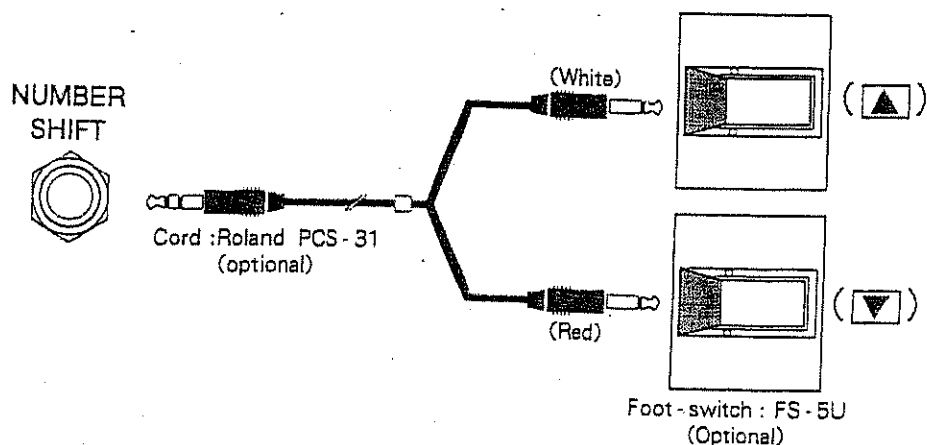 NUMBER
SHIFT
(White)
(▲)
Cord :Roland PCS-31
(optional)
(Red)
(▼)
Foot-switch : FS-5U
(Optional)